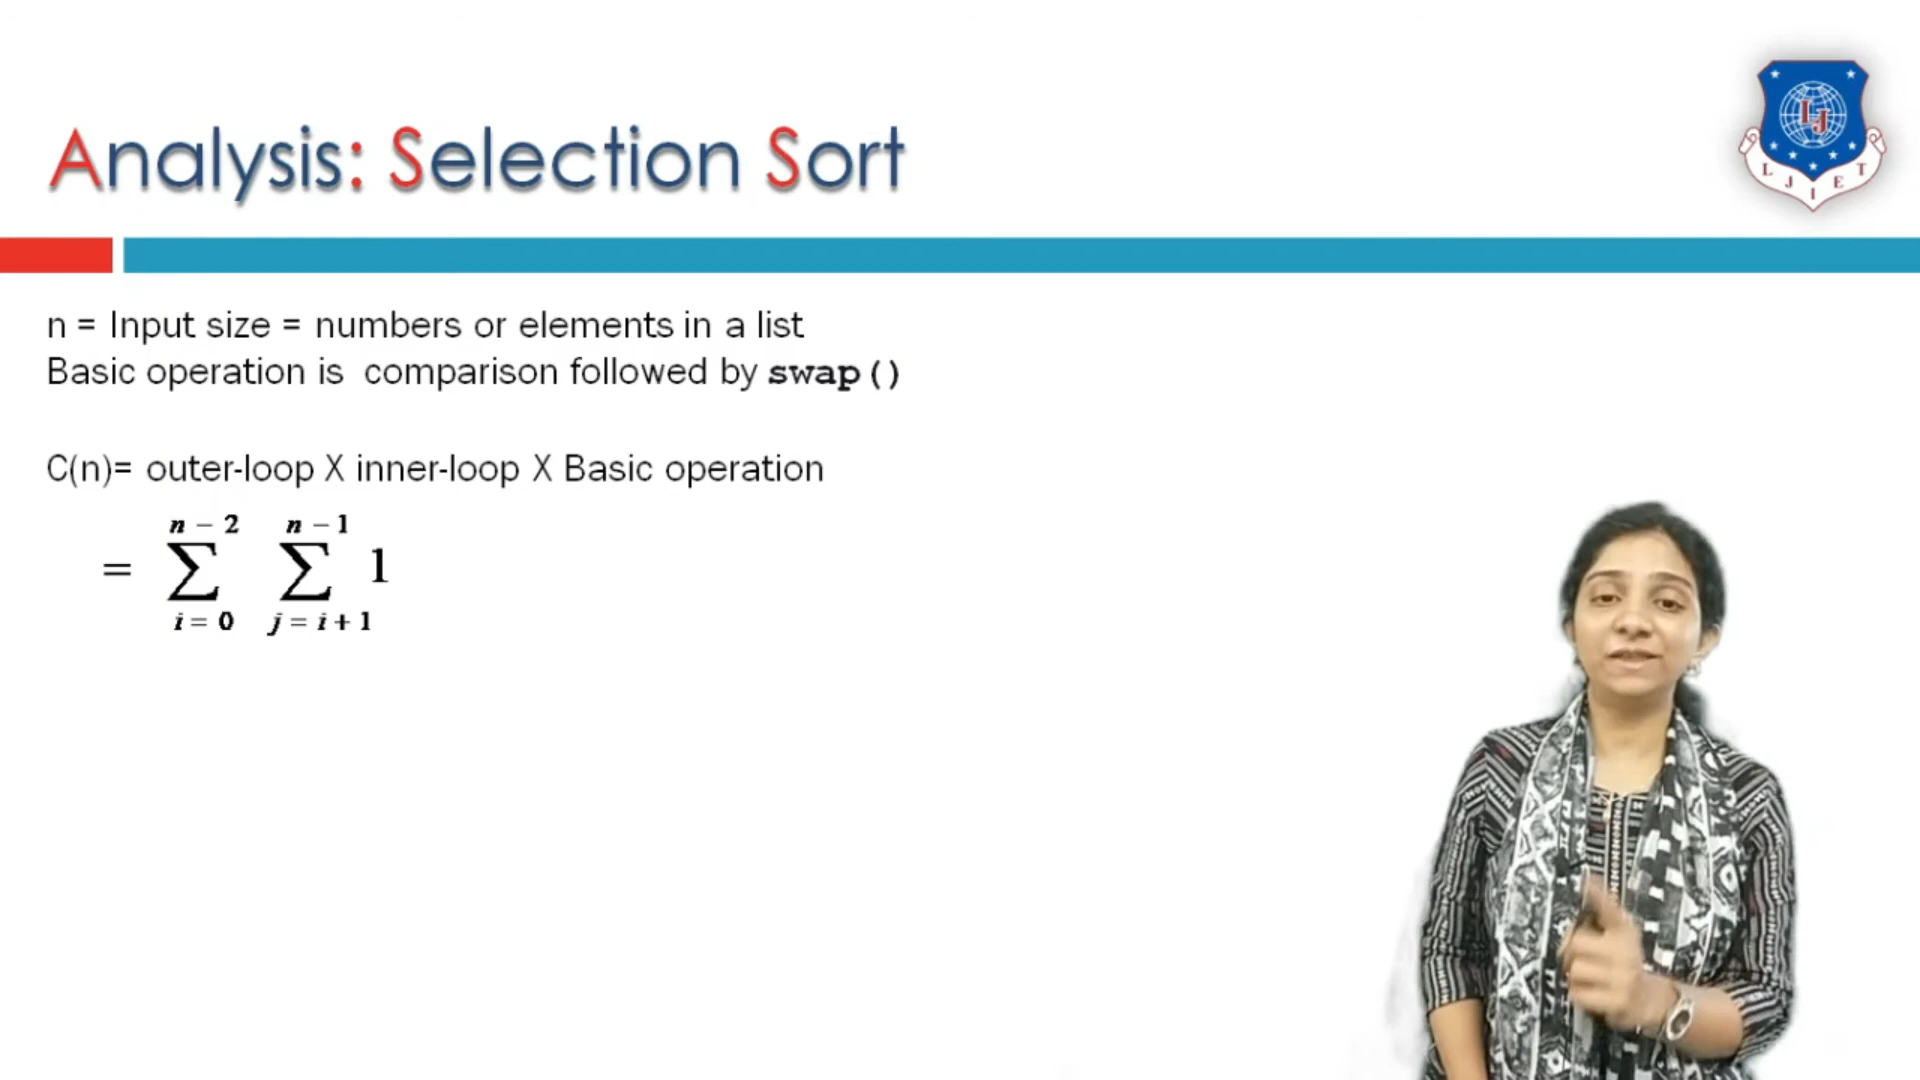 Analysis: Selection Sort
L J I E T
LJ
n = Input size = numbers or elements in a list
Basic operation is comparison followed by swap()
C(n)= outer-loop X inner-loop X Basic operation
n − 2 n − 1
= ∑ ∑ 1
i = 0 j = i + 1